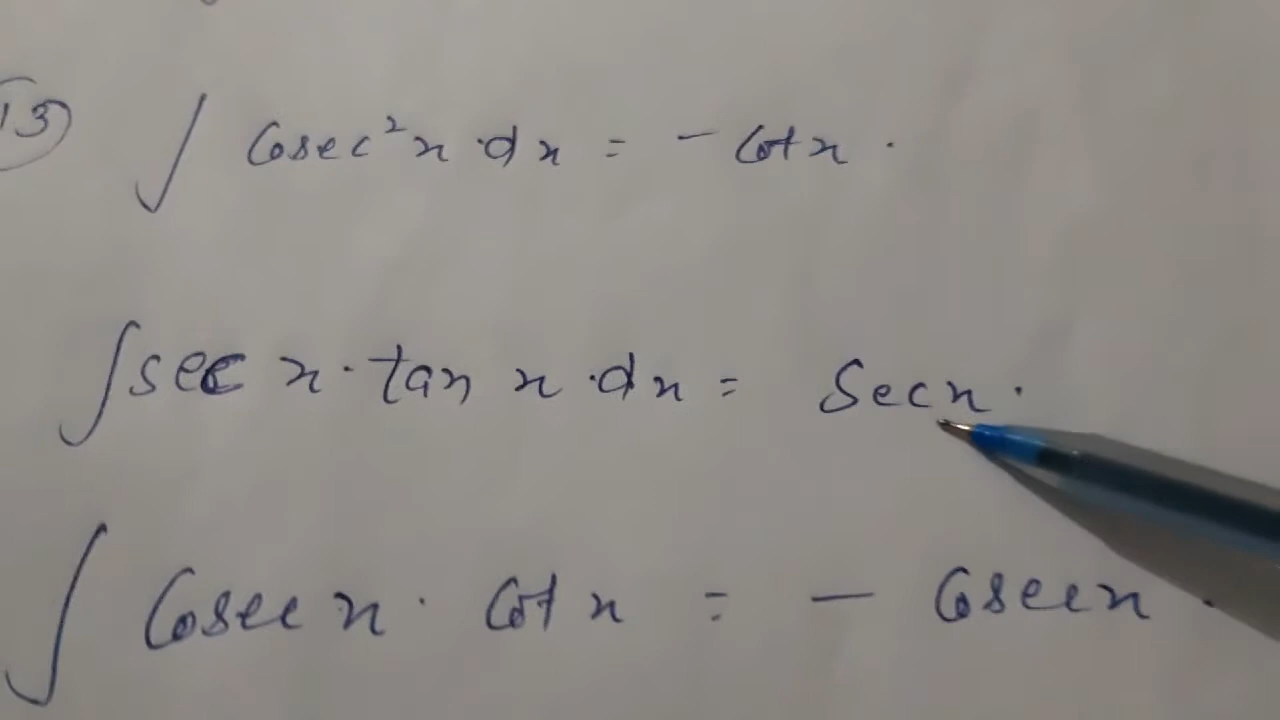 13) ∫ Cosec²x·dx = - Cotx.
∫sec x·tan x·dx = Secx.
∫ Cosec x· Cot x = - Cosecx.